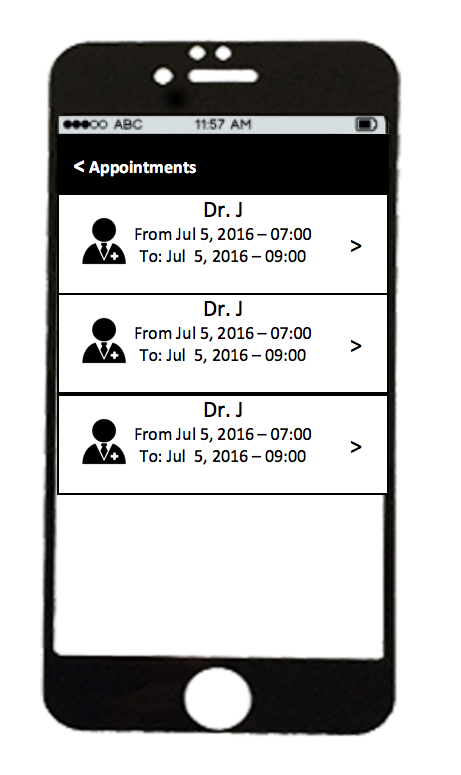 ABC 11:57 AM
< Appointments
Dr. J
From Jul 5, 2016 – 07:00
To: Jul  5, 2016 – 09:00
>
Dr. J
From Jul 5, 2016 – 07:00
To: Jul  5, 2016 – 09:00
>
Dr. J
From Jul 5, 2016 – 07:00
To: Jul  5, 2016 – 09:00
>